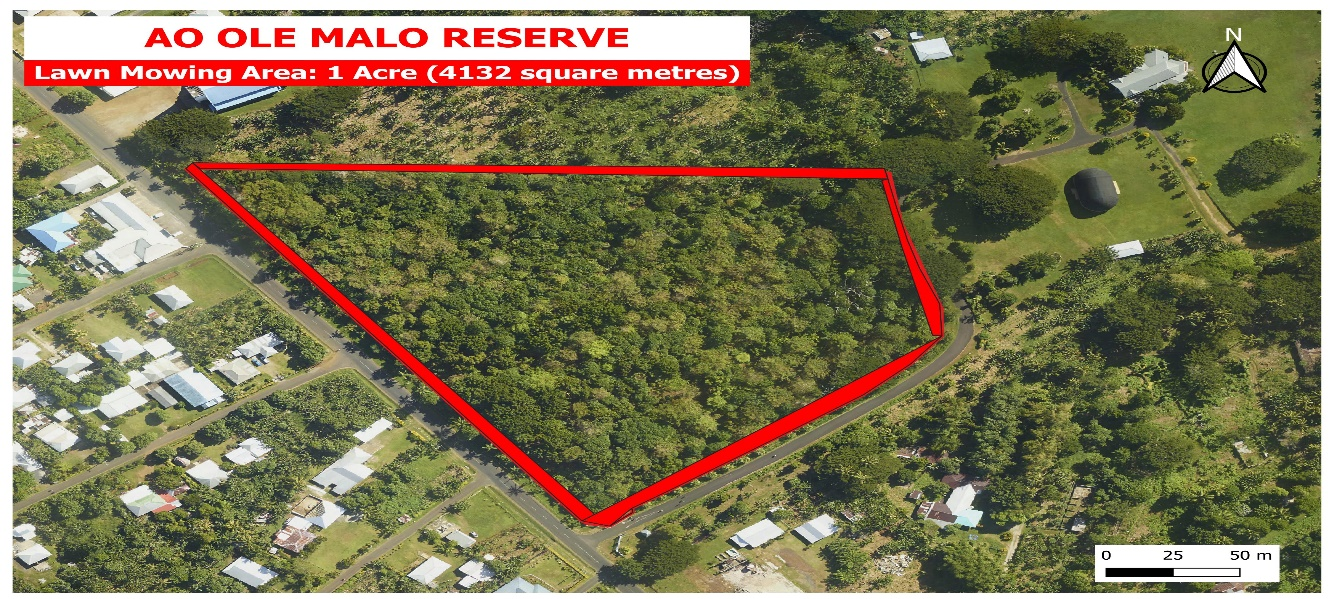 AO OLE MALO RESERVE
Lawn Mowing Area: 1 Acre (4132 square metres)
N
0 25 50 m